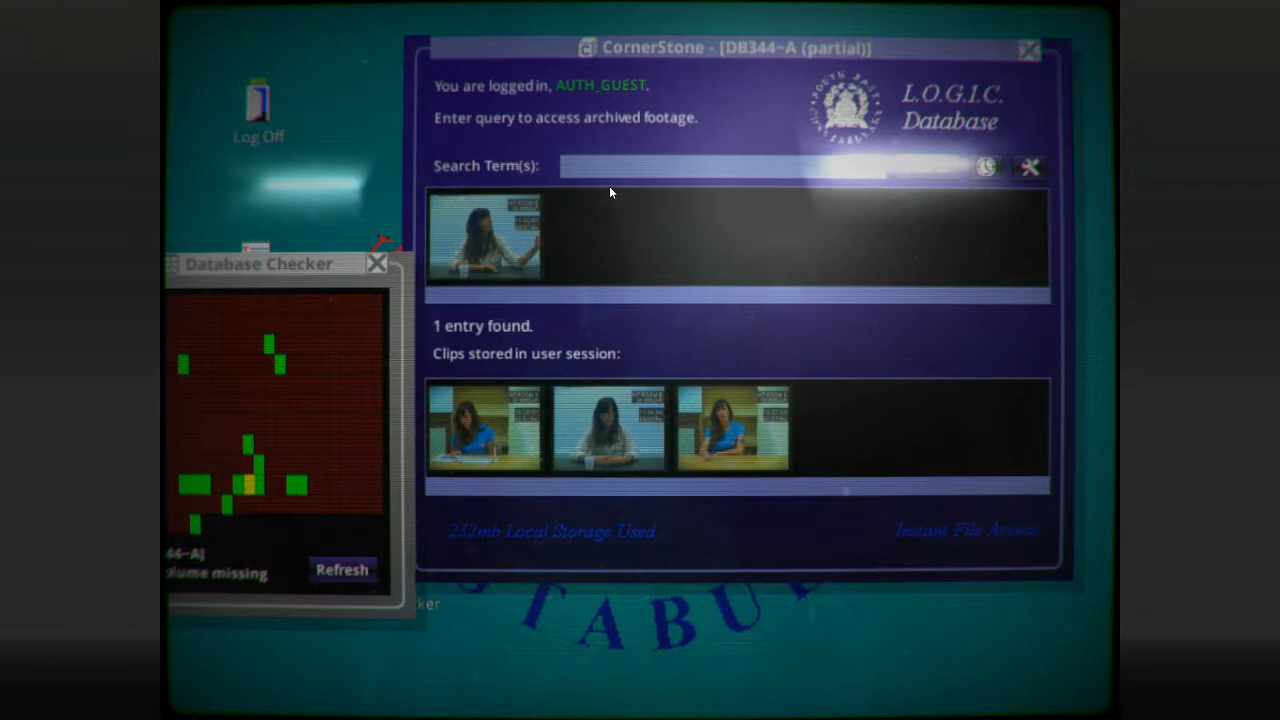 CornerStone - [DB344~A (partial)]
You are logged in, AUTH_GUEST.
Enter query to access archived footage.
L.O.G.I.C.
Database
Log Off
Search Term(s):
Database Checker
1 entry found.
Clips stored in user session:
232mb Local Storage Used
Instant File Access
44~A]
missing
Refresh
ker
TABU